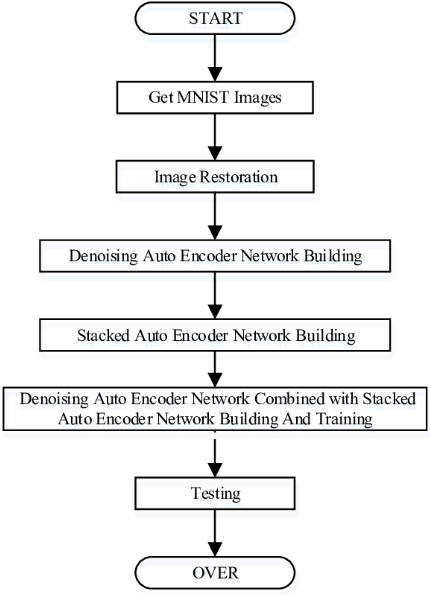 START
Get MNIST Images
Image Restoration
Denoising Auto Encoder Network Building
Stacked Auto Encoder Network Building
Denoising Auto Encoder Network Combined with Stacked
Auto Encoder Network Building And Training
Testing
OVER